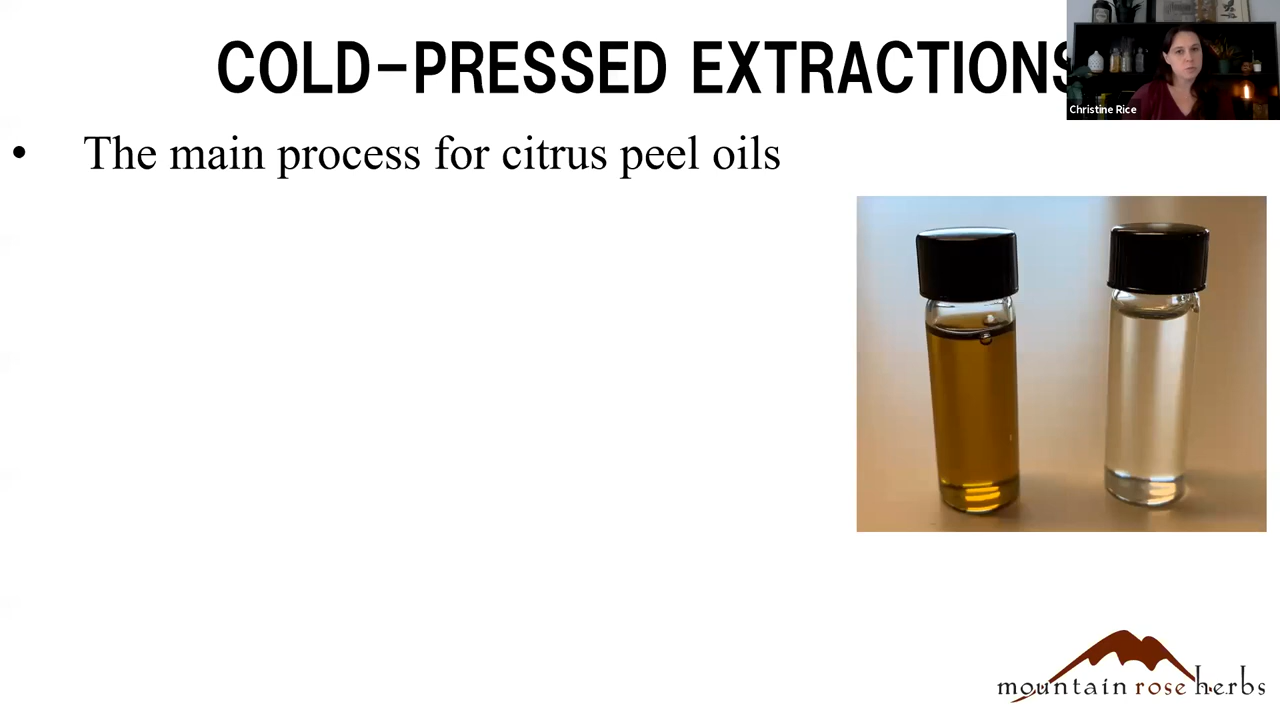 COLD-PRESSED EXTRACTIONS
Christine Rice
• The main process for citrus peel oils
mountain rose herbs